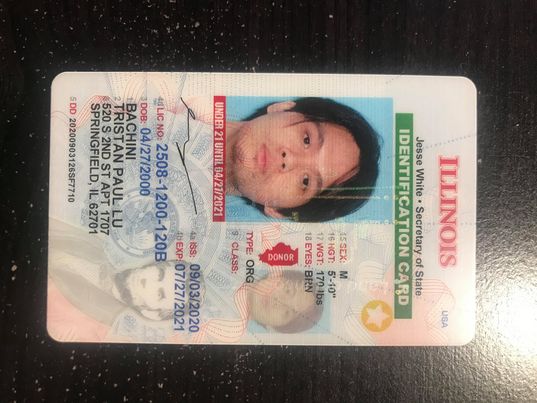 ILLINOIS
USA
Jesse White • Secretary of State
IDENTIFICATION CARD
15 SEX: M
16 HGT: 5'-10"
17 WGT: 170 lbs
18 EYES: BRN
DONOR
TYPE: ORG
9 CLASS:
UNDER 21 UNTIL 04/27/2021
4a ISS: 09/03/2020
4b EXP: 07/27/2021
4d LIC NO: 2508-1200-120B
3 DOB: 04/27/2000
1 BACHINI
2 TRISTAN PAUL LU
8 520 S 2ND ST APT 1707
SPRINGFIELD, IL 62701
5 DD 20200903126SF7710